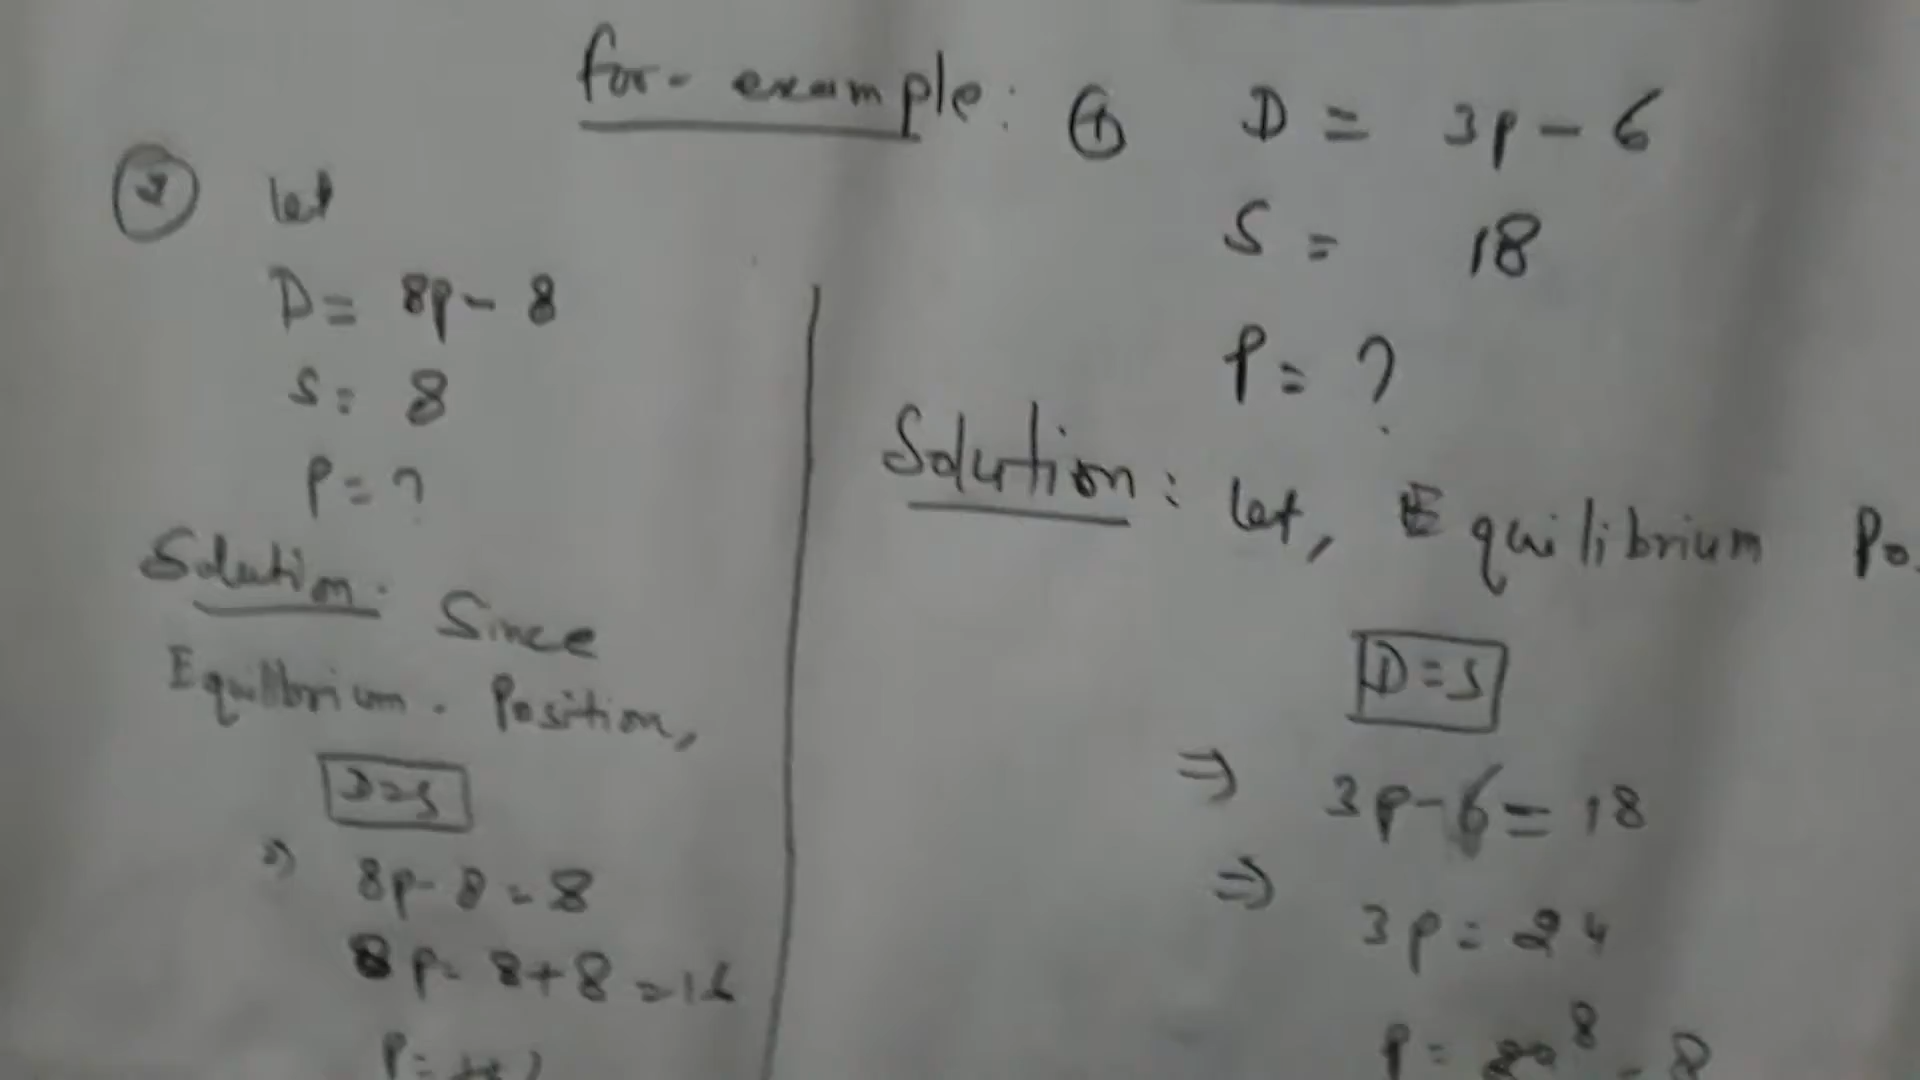 for- example: ① D = 3p - 6
S = 18
P = ?
Solution: let, Equilibrium Po
D = S
⇒ 3p - 6 = 18
⇒ 3p = 24
② let
D = 8p - 8
S = 8
P = ?
Solution: Since
Equilibrium. Position,
D = S
⇒ 8p - 8 = 8
8p = 8 + 8 = 16